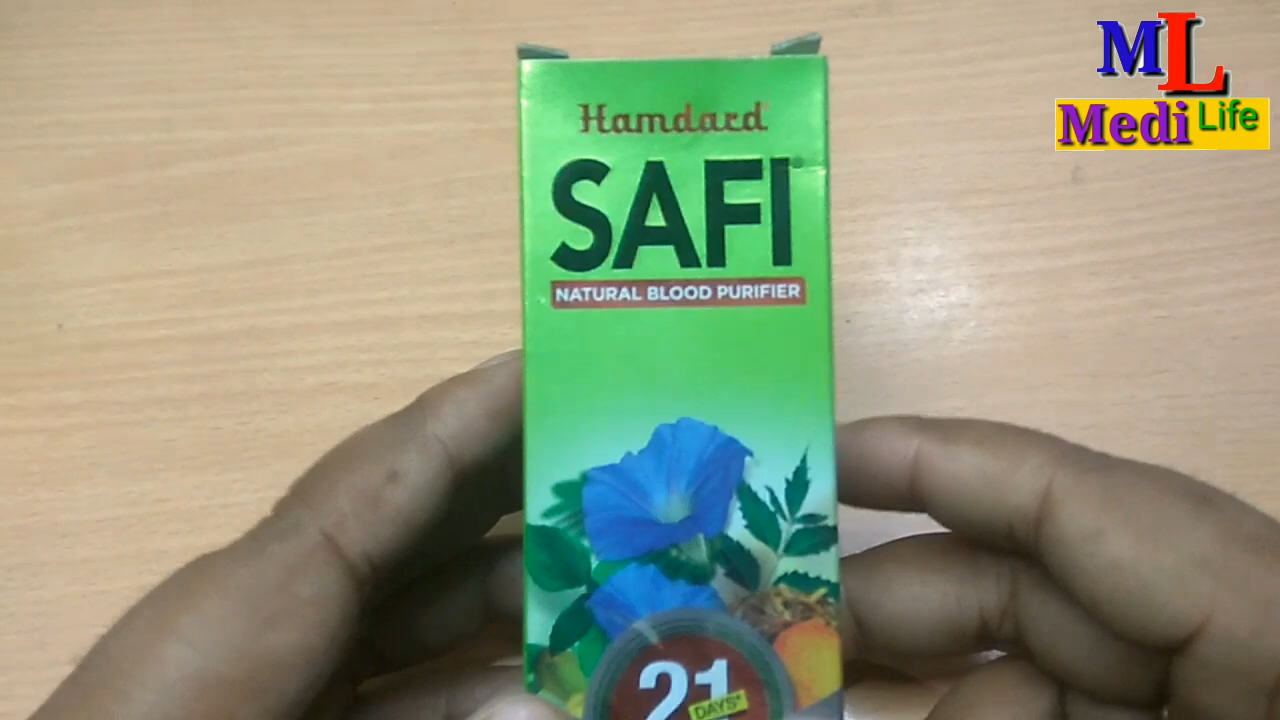 Hamdard
SAFI®
NATURAL BLOOD PURIFIER
21
DAYS*
ML
Medi Life